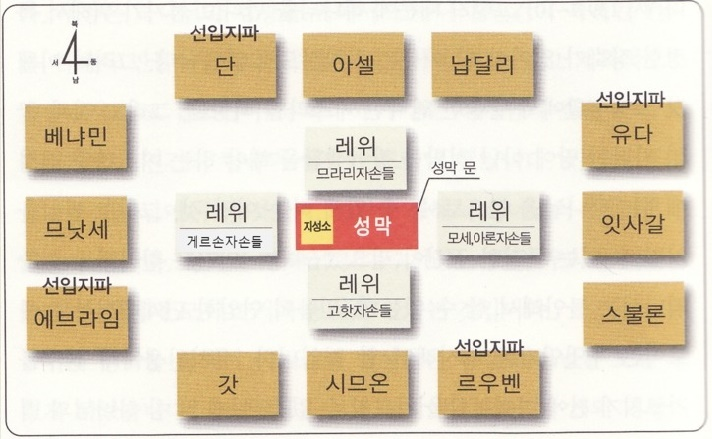 북
서 동
남
선입지파
단
아셀
납달리
선입지파
유다
베냐민
레위
므라리자손들
성막 문
므낫세
레위
게르손자손들
지성소
성막
레위
모세,아론자손들
잇사갈
선입지파
에브라임
레위
고핫자손들
스불론
갓
시므온
선입지파
르우벤